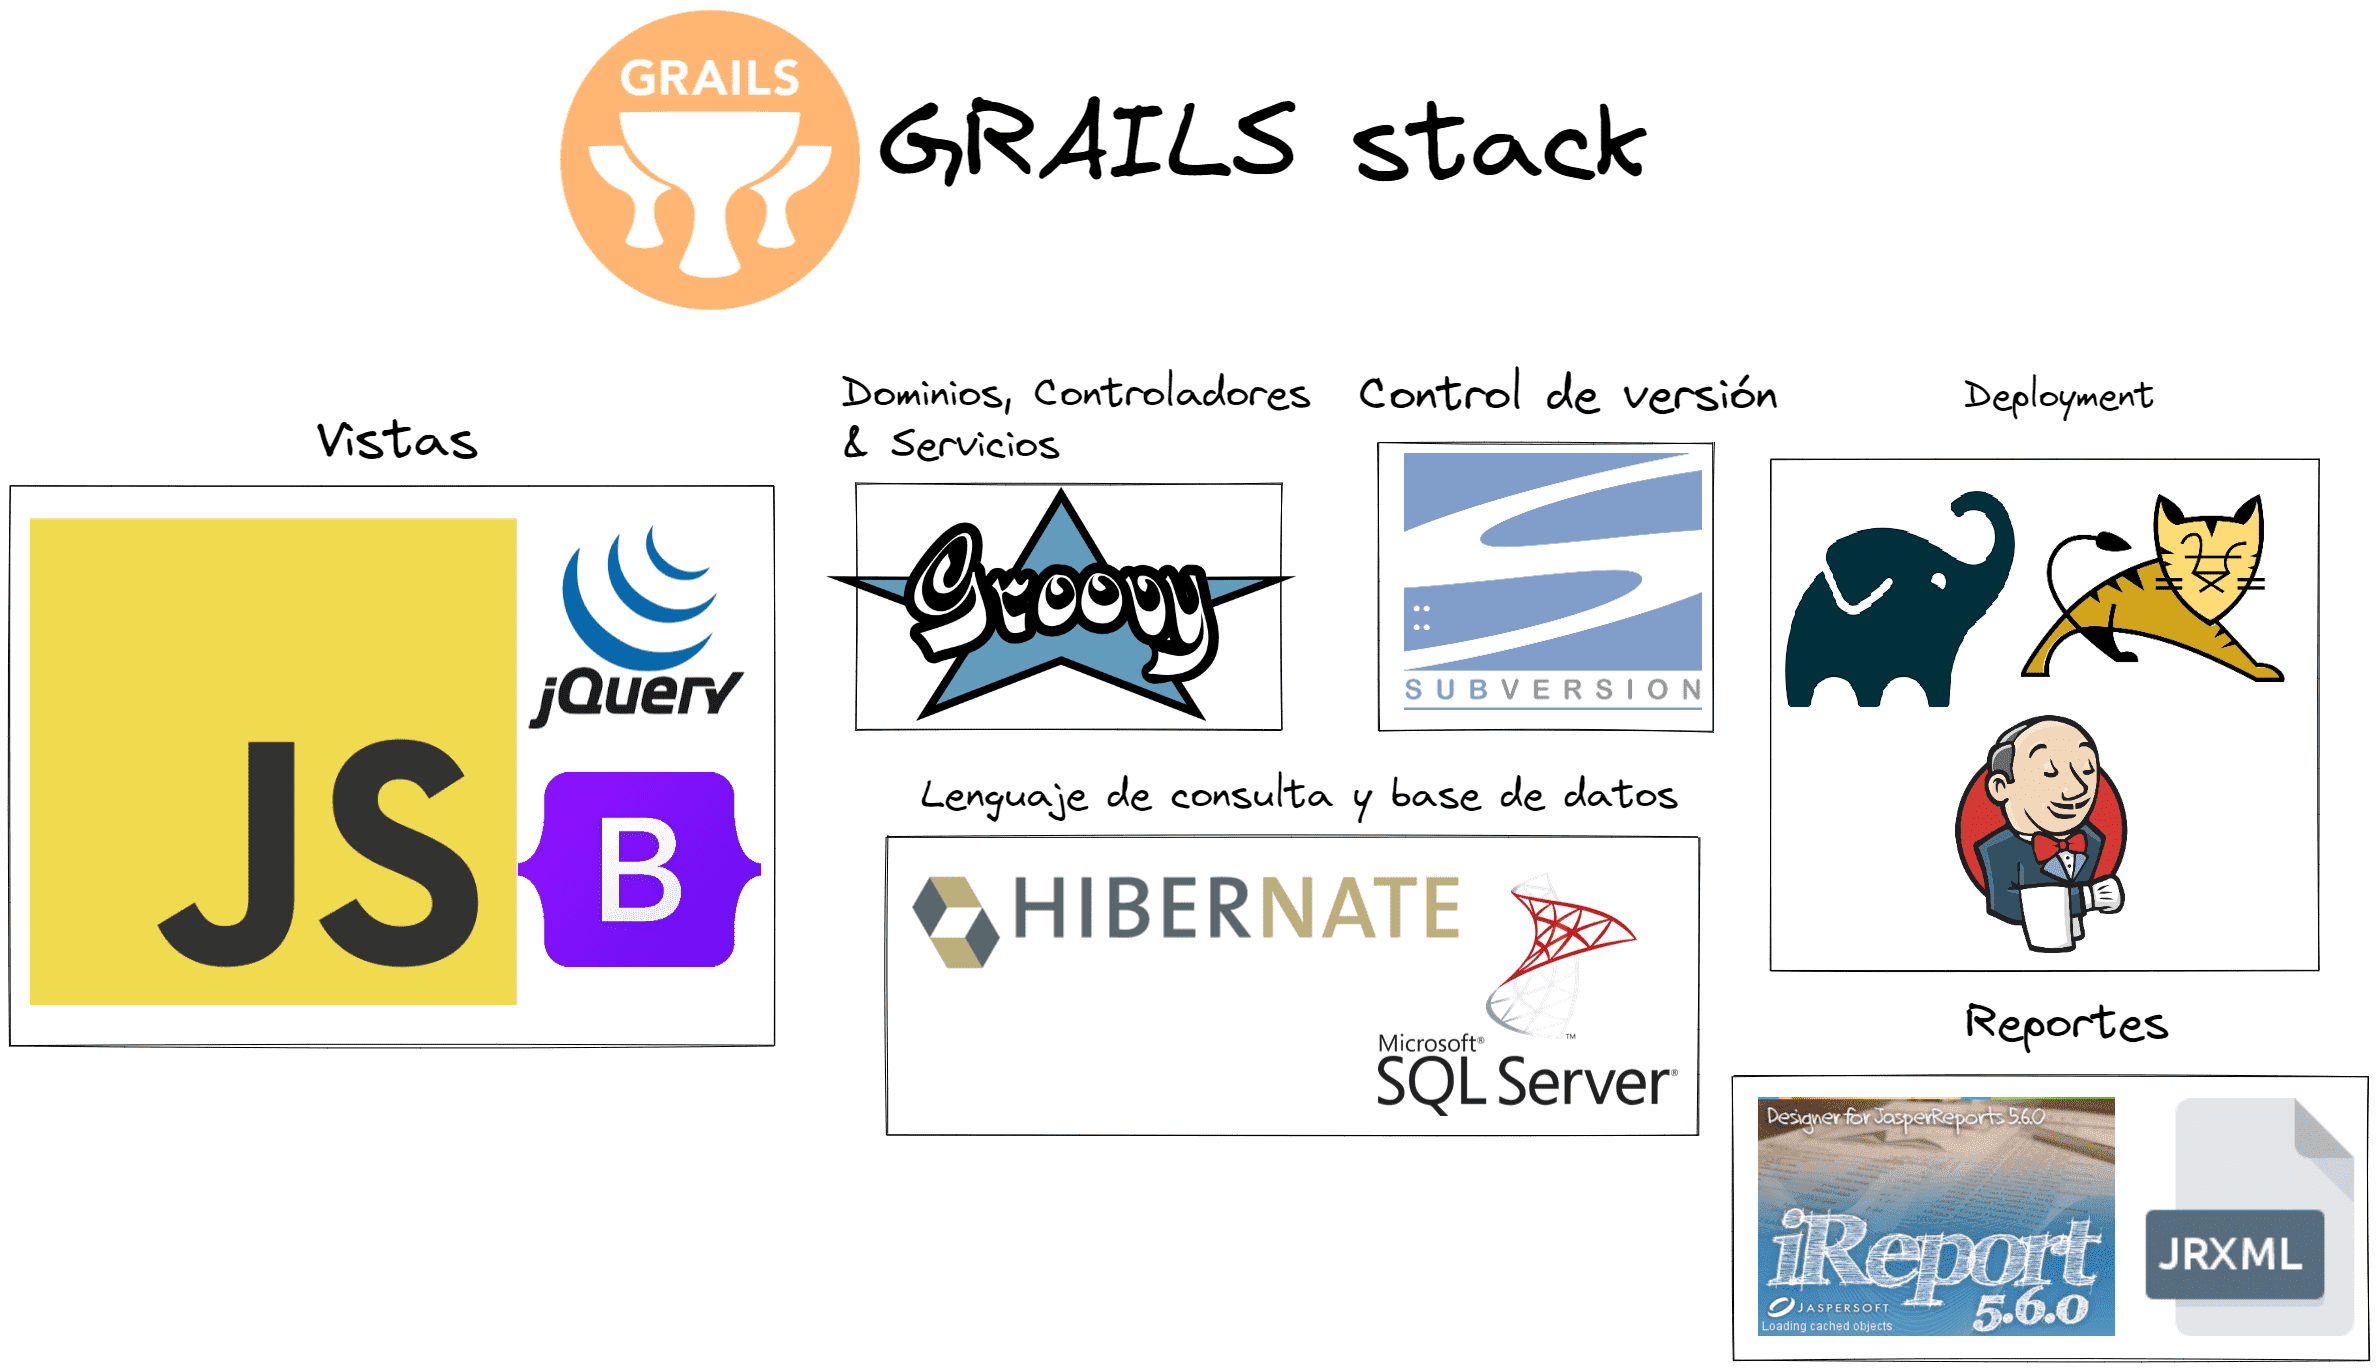 GRAILS
GRAILS stack
Vistas
JS
jQuery
B
Dominios, Controladores
& Servicios
Groovy
Control de versión
SUBVERSION
Deployment
Lenguaje de consulta y base de datos
HIBERNATE
Microsoft®
SQL Server®
™
Reportes
Designer for JasperReports 5.6.0
iReport
5.6.0
JASPERSOFT
Loading cached objects
JRXML